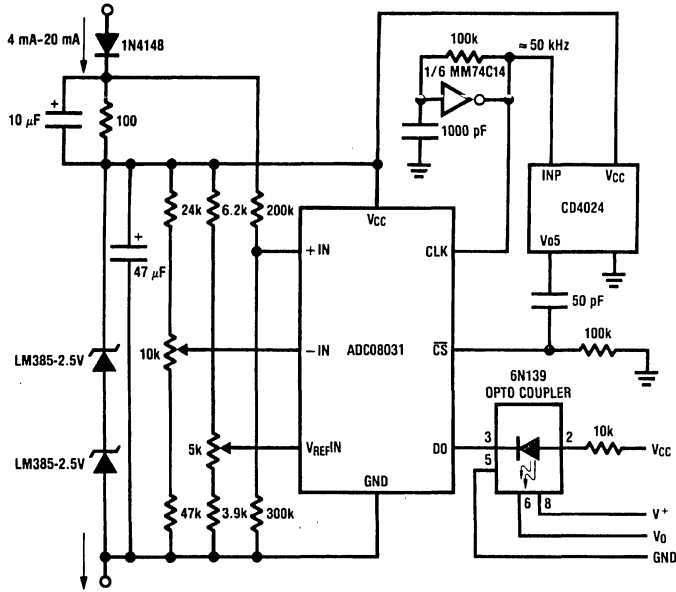 4 mA-20 mA
1N4148
100k
≈ 50 kHz
1/6 MM74C14
+
10 µF
100
1000 pF
INP
VCC
CD4024
Vo5
24k
6.2k
200k
VCC
+
47 µF
+ IN
CLK
50 pF
10k
− IN
ADC08031
CS
100k
LM385-2.5V
6N139
OPTO COUPLER
LM385-2.5V
5k
VREFIN
DO
3
2
10k
VCC
5
GND
47k
3.9k
300k
6
8
V+
VO
GND